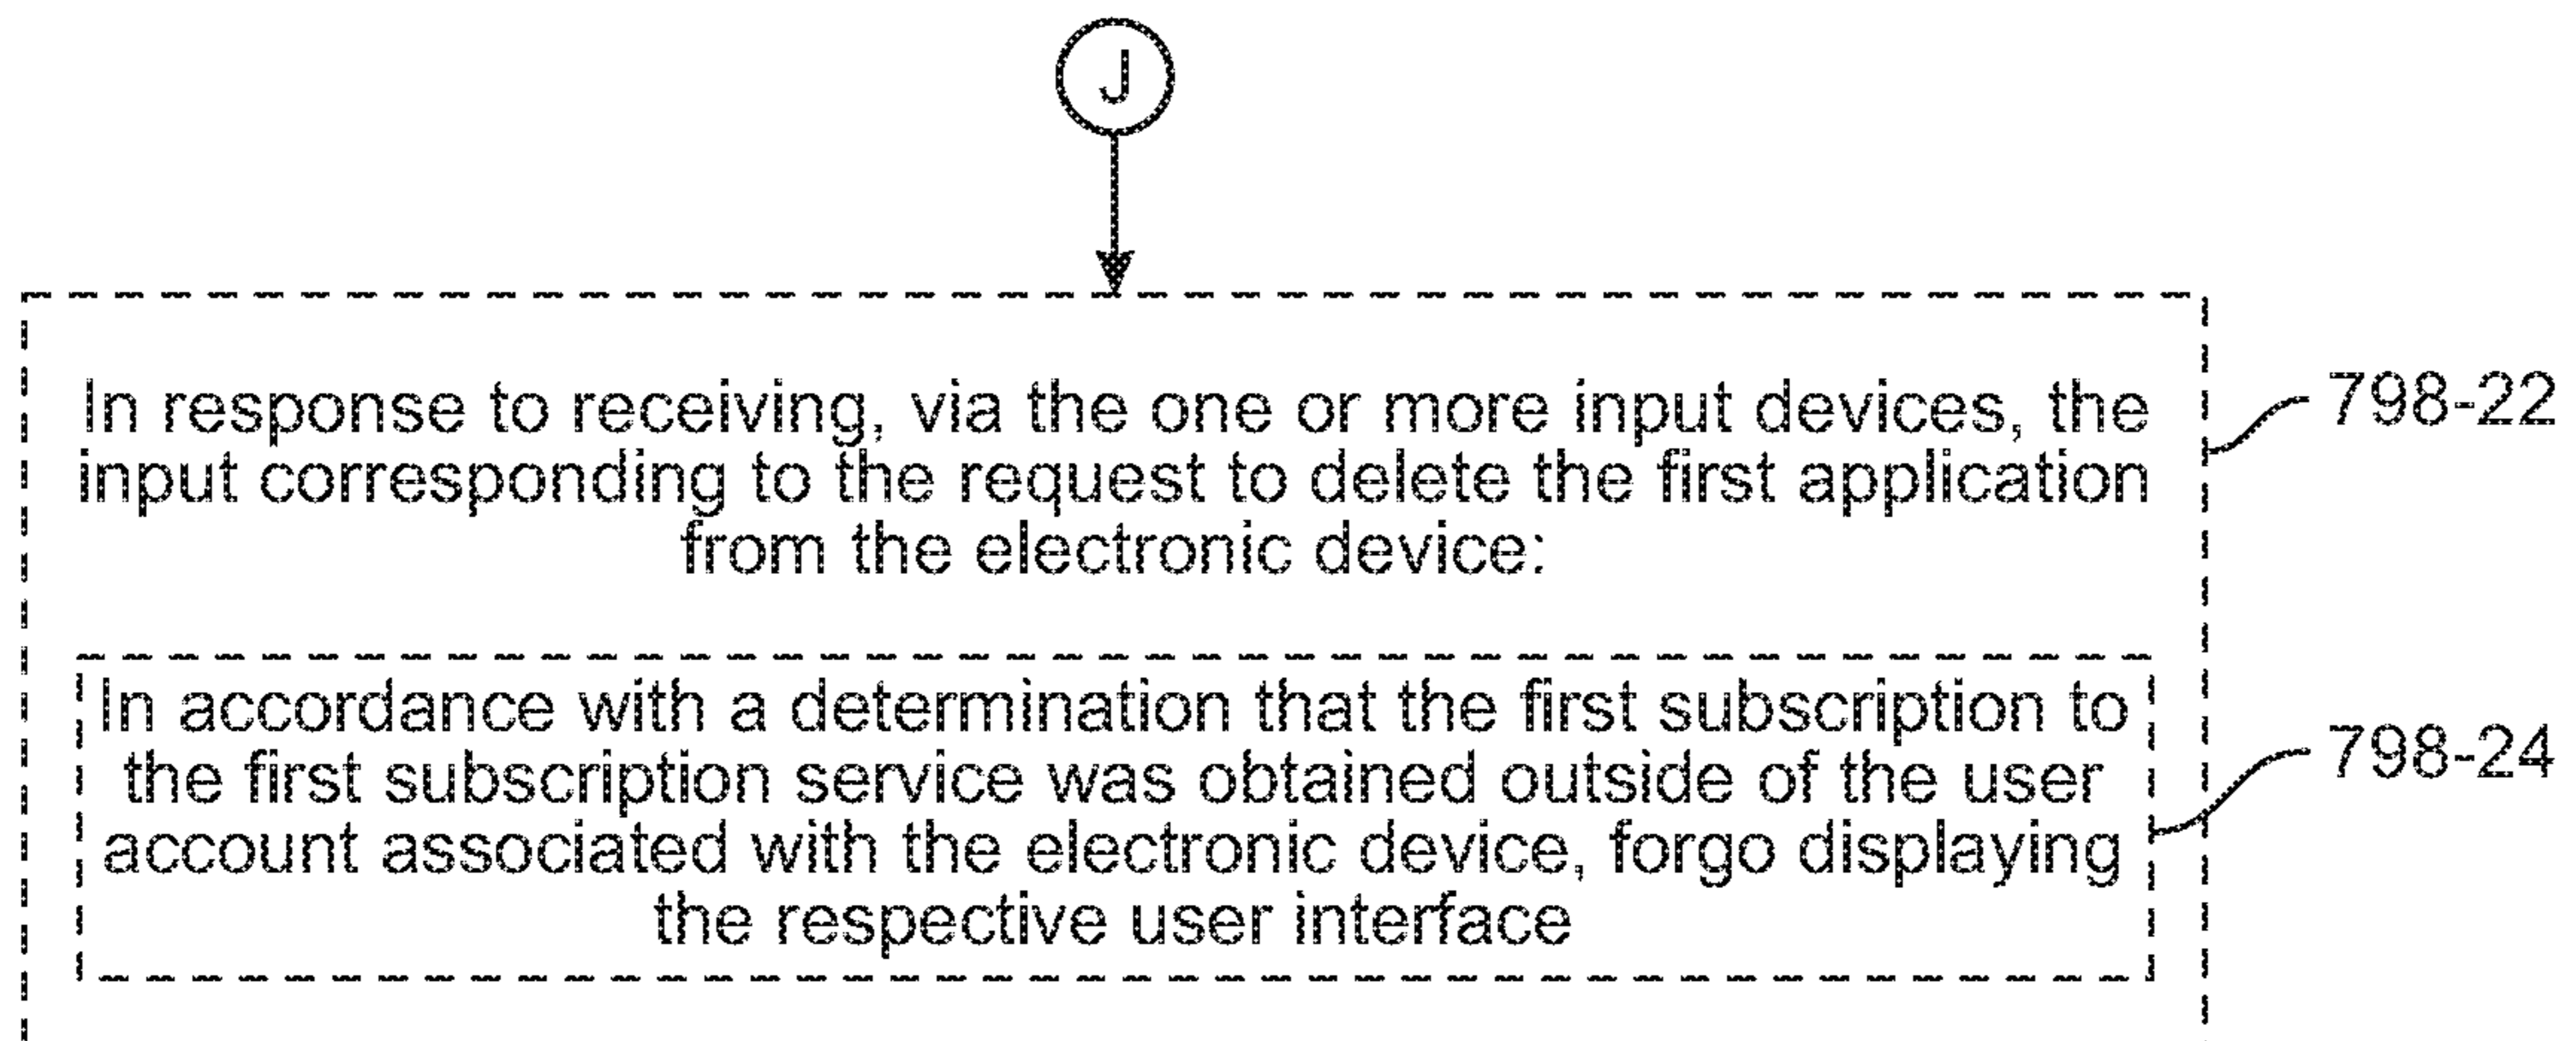 J
In response to receiving, via the one or more input devices, the
input corresponding to the request to delete the first application
from the electronic device:
798-22
In accordance with a determination that the first subscription to
the first subscription service was obtained outside of the user
account associated with the electronic device, forgo displaying
the respective user interface
798-24